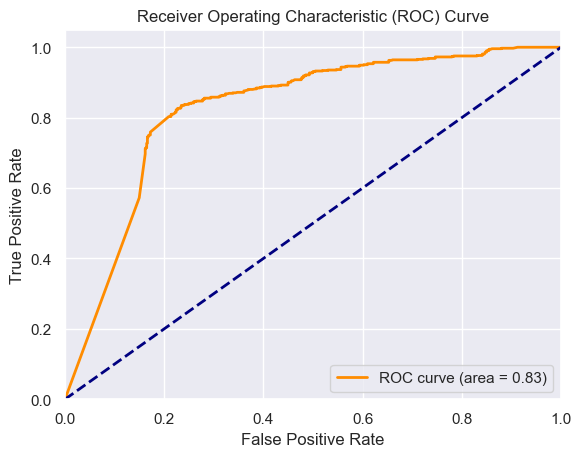 Receiver Operating Characteristic (ROC) Curve
1.0
0.8
0.6
0.4
0.2
0.0
True Positive Rate
ROC curve (area = 0.83)
0.0 0.2 0.4 0.6 0.8 1.0
False Positive Rate